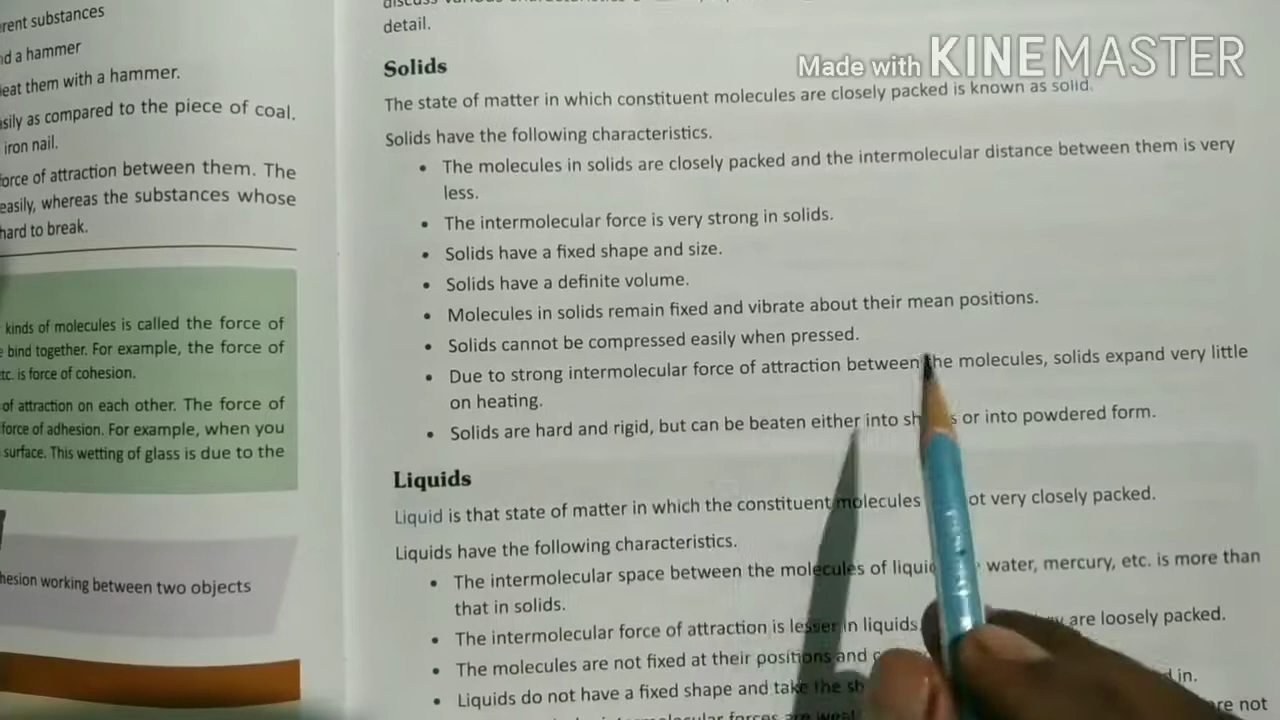 rent substances
nd a hammer
eat them with a hammer.
sily as compared to the piece of coal.
iron nail.
orce of attraction between them. The
easily, whereas the substances whose
hard to break.
kinds of molecules is called the force of
bind together. For example, the force of
tc. is force of cohesion.
of attraction on each other. The force of
force of adhesion. For example, when you
surface. This wetting of glass is due to the
hesion working between two objects
detail.
Made with KINEMASTER
Solids
The state of matter in which constituent molecules are closely packed is known as solid.
Solids have the following characteristics.
• The molecules in solids are closely packed and the intermolecular distance between them is very
less.
• The intermolecular force is very strong in solids.
• Solids have a fixed shape and size.
• Solids have a definite volume.
• Molecules in solids remain fixed and vibrate about their mean positions.
• Solids cannot be compressed easily when pressed.
• Due to strong intermolecular force of attraction between the molecules, solids expand very little
on heating.
• Solids are hard and rigid, but can be beaten either into or into powdered form.
Liquids
Liquid is that state of matter in which the constituent molecules not very closely packed.
Liquids have the following characteristics.
• The intermolecular space between the molecules of water, mercury, etc. is more than
that in solids.
• The intermolecular force of attraction is lesser in liquids, are loosely packed.
• The molecules are not fixed at their positions and in.
• Liquids do not have a fixed shape and take the
intermolecular forces are weak are not